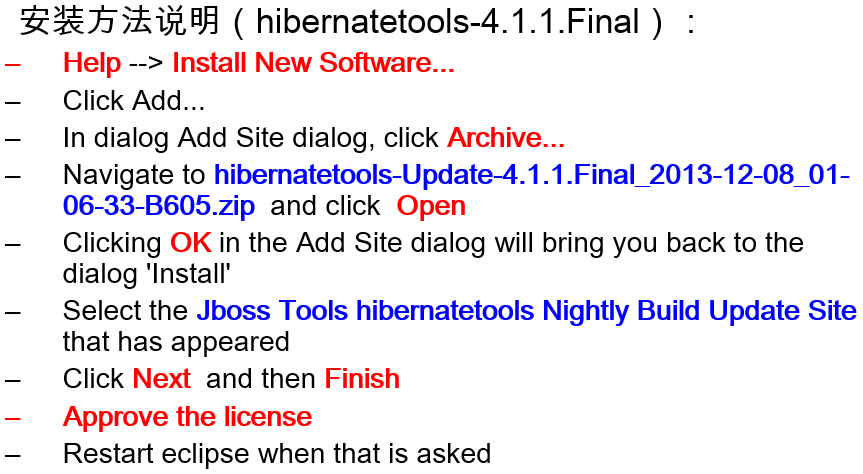 安装方法说明（hibernatetools-4.1.1.Final）：
– Help --> Install New Software...
– Click Add...
– In dialog Add Site dialog, click Archive...
– Navigate to hibernatetools-Update-4.1.1.Final_2013-12-08_01-
06-33-B605.zip and click Open
– Clicking OK in the Add Site dialog will bring you back to the
dialog 'Install'
– Select the Jboss Tools hibernatetools Nightly Build Update Site
that has appeared
– Click Next and then Finish
– Approve the license
– Restart eclipse when that is asked